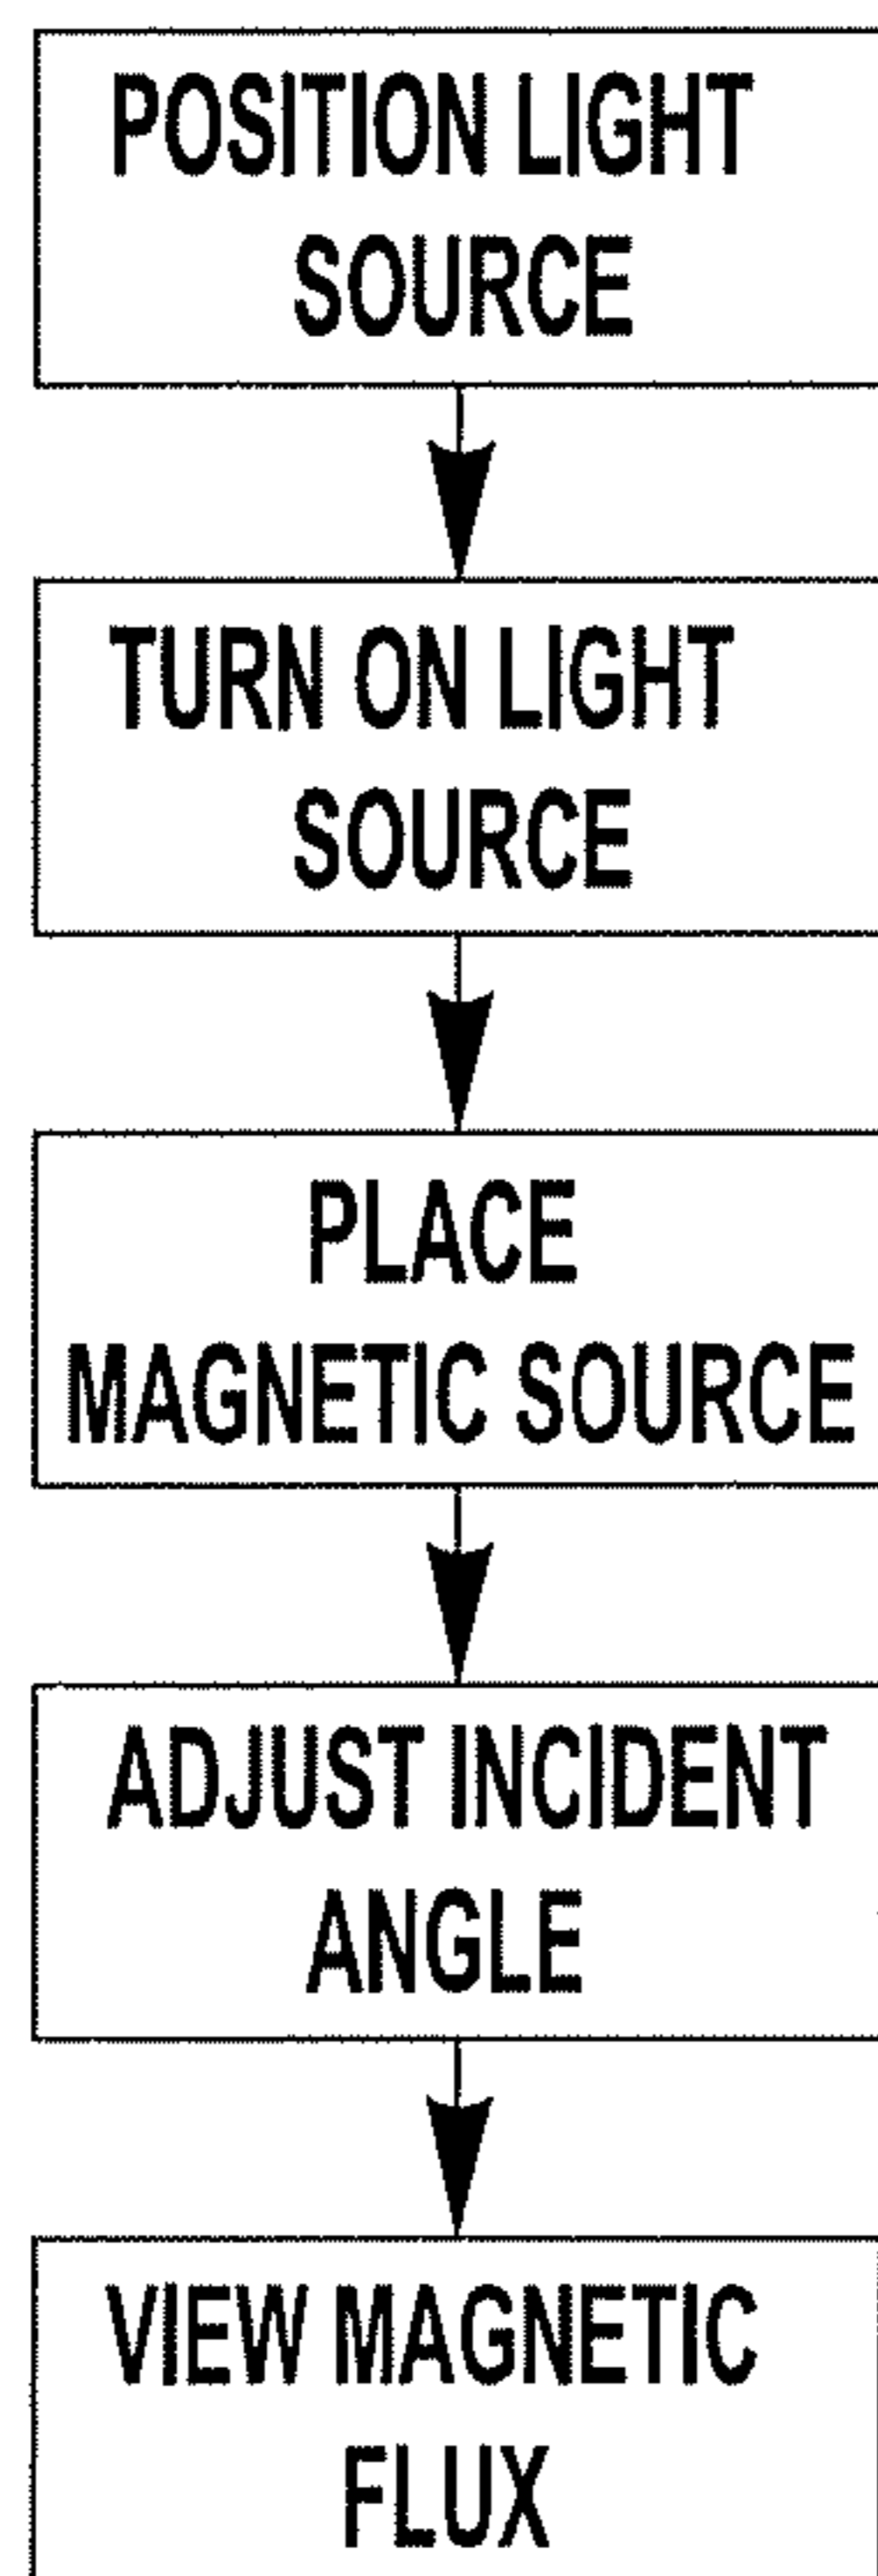 POSITION LIGHT
SOURCE
TURN ON LIGHT
SOURCE
PLACE
MAGNETIC SOURCE
ADJUST INCIDENT
ANGLE
VIEW MAGNETIC
FLUX